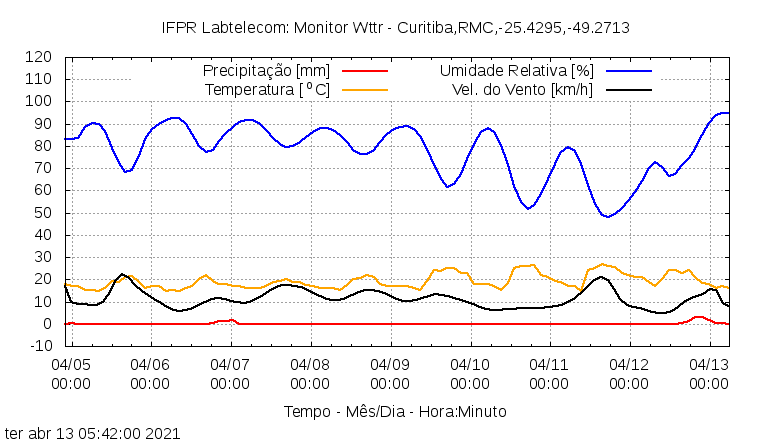 IFPR Labtelecom: Monitor Wttr - Curitiba,RMC,-25.4295,-49.2713
120
110
100
90
80
70
60
50
40
30
20
10
0
-10
Precipitação [mm]
Temperatura [⁰C]
Umidade Relativa [%]
Vel. do Vento [km/h]
04/05 04/06 04/07 04/08 04/09 04/10 04/11 04/12 04/13
00:00 00:00 00:00 00:00 00:00 00:00 00:00 00:00 00:00
Tempo - Mês/Dia - Hora:Minuto
ter abr 13 05:42:00 2021